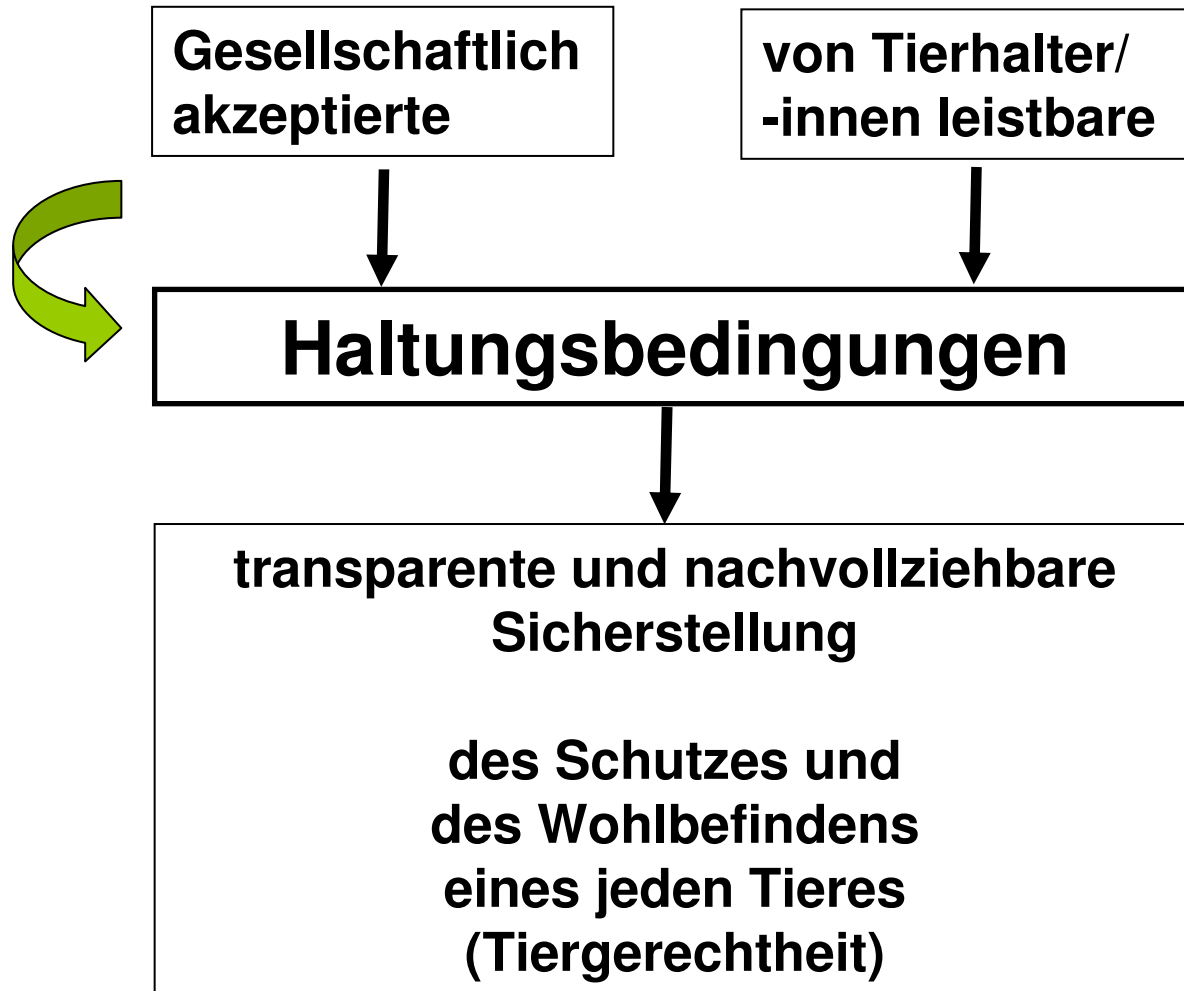 Gesellschaftlich
akzeptierte
von Tierhalter/
-innen leistbare
Haltungsbedingungen
transparente und nachvollziehbare
Sicherstellung
des Schutzes und
des Wohlbefindens
eines jeden Tieres
(Tiergerechtheit)